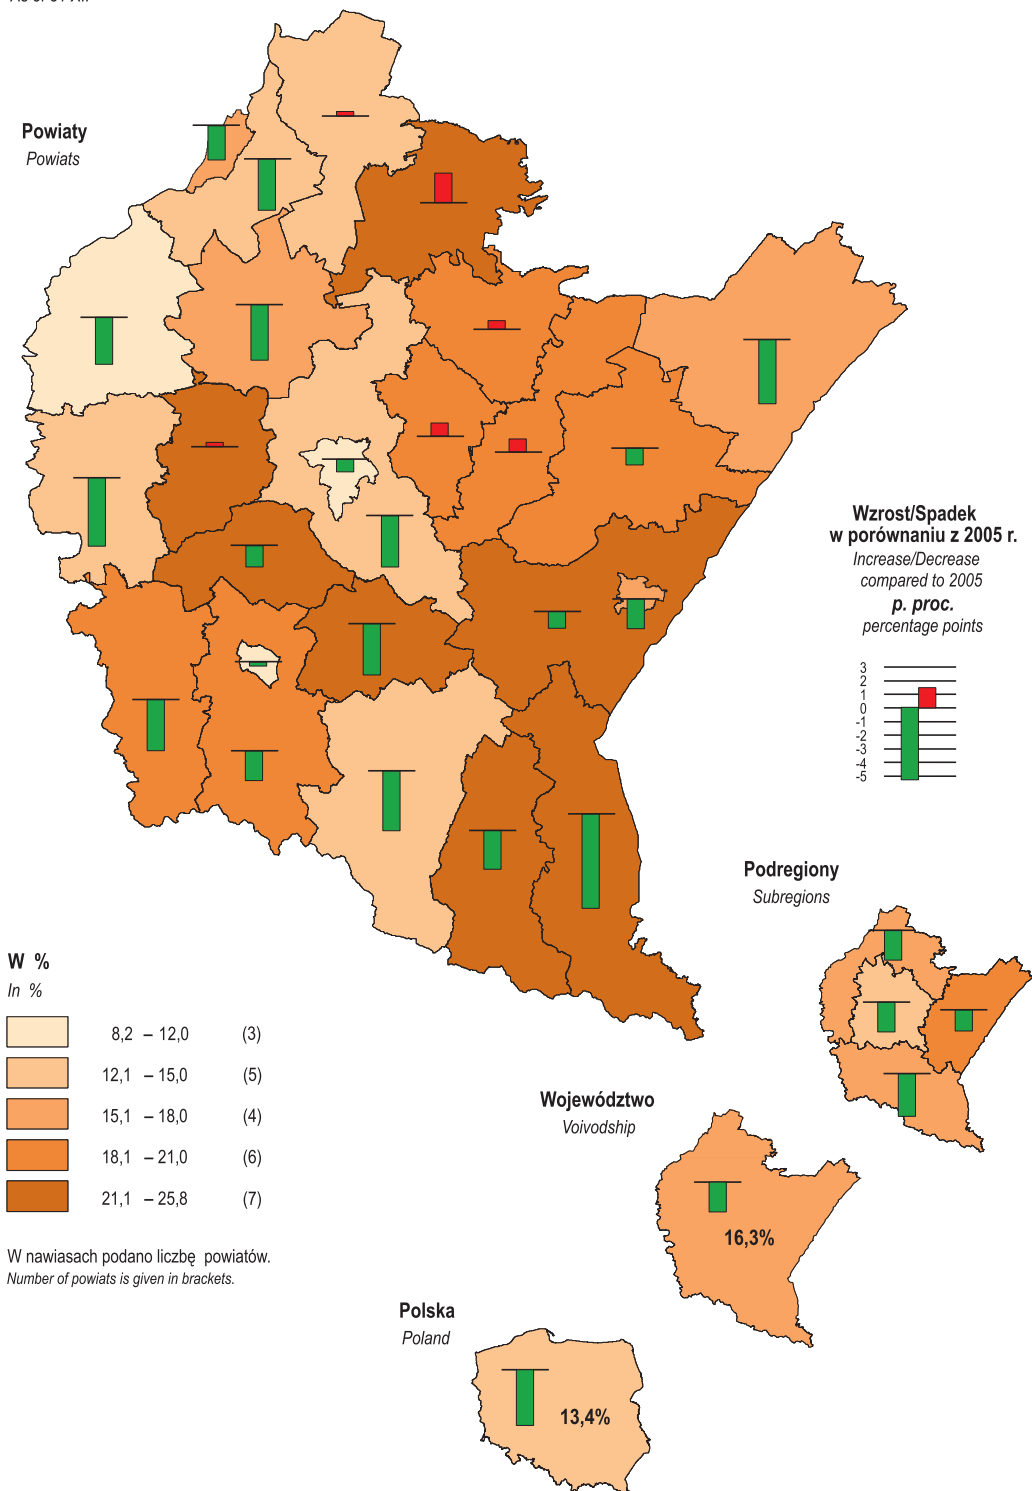 Powiaty
Powiats
Wzrost/Spadek
w porównaniu z 2005 r.
Increase/Decrease
compared to 2005
p. proc.
percentage points
3
2
1
0
-1
-2
-3
-4
-5
Podregiony
Subregions
W %
In %
8,2 – 12,0 (3)
12,1 – 15,0 (5)
15,1 – 18,0 (4)
18,1 – 21,0 (6)
21,1 – 25,8 (7)
W nawiasach podano liczbę powiatów.
Number of powiats is given in brackets.
Województwo
Voivodship
16,3%
Polska
Poland
13,4%